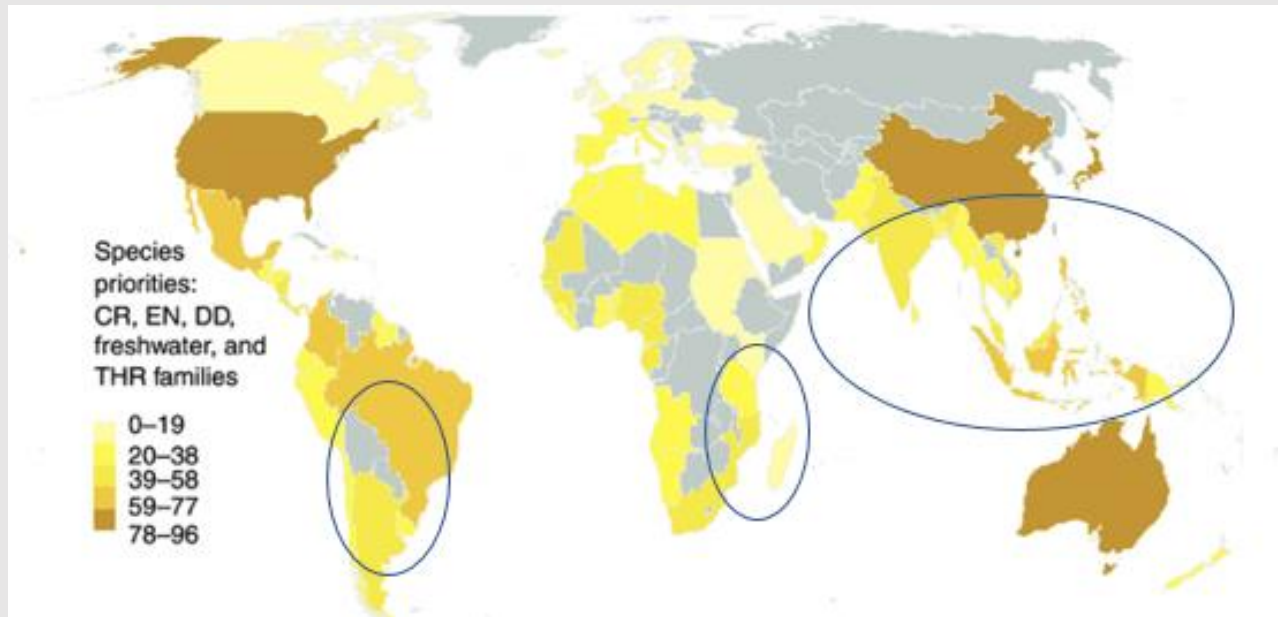 Species
priorities:
CR, EN, DD,
freshwater, and
THR families
0–19
20–38
39–58
59–77
78–96